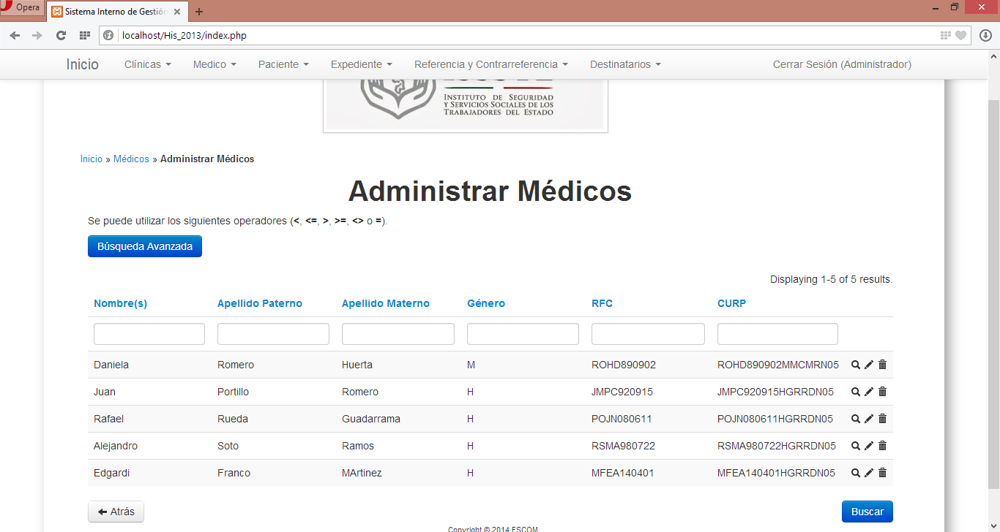 Opera
Sistema Interno de Gestión
localhost/His_2013/index.php
Inicio Clínicas Medico Paciente Expediente Referencia y Contrarreferencia Destinatarios Cerrar Sesión (Administrador)
INSTITUTO DE SEGURIDAD
Y SERVICIOS SOCIALES DE LOS
TRABAJADORES DEL ESTADO
Inicio » Médicos » Administrar Médicos
Administrar Médicos
Se puede utilizar los siguientes operadores (<, <=, >, >=, <> o =).
Búsqueda Avanzada
Displaying 1-5 of 5 results.
Nombre(s) Apellido Paterno Apellido Materno Género RFC CURP
Daniela Romero Huerta M ROHD890902 ROHD890902MMCMRN05
Juan Portillo Romero H JMPC920915 JMPC920915HGRRDN05
Rafael Rueda Guadarrama H POJN080611 POJN080611HGRRDN05
Alejandro Soto Ramos H RSMA980722 RSMA980722HGRRDN05
Edgardi Franco MArtinez H MFEA140401 MFEA140401HGRRDN05
Atrás Buscar
Copyright © 2014 ESCOM